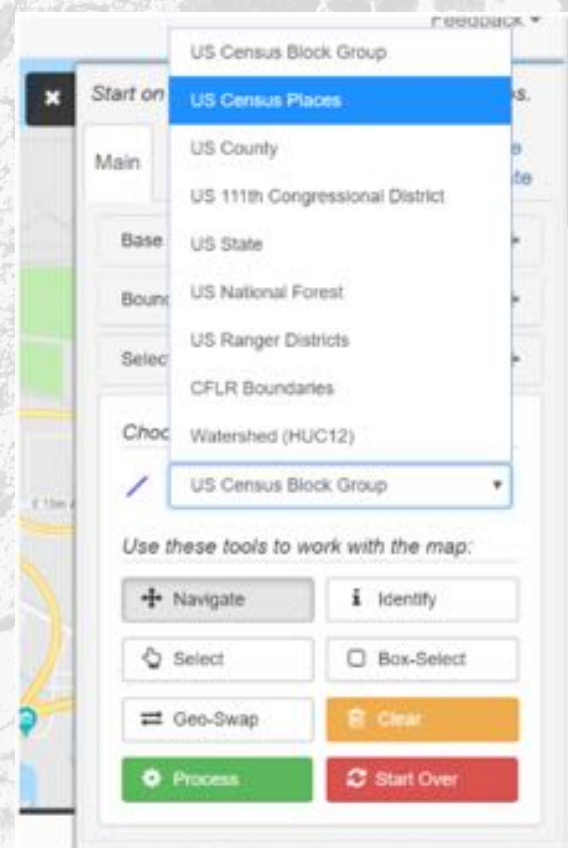 Feedback
US Census Block Group
Start on
US Census Places
s.
Main
US County
e
US 111th Congressional District
te
Base
US State
Bound
US National Forest
US Ranger Districts
Selec
CFLR Boundaries
Choo
Watershed (HUC12)
US Census Block Group
Use these tools to work with the map:
Navigate
Identify
Select
Box-Select
Geo-Swap
Clear
Process
Start Over